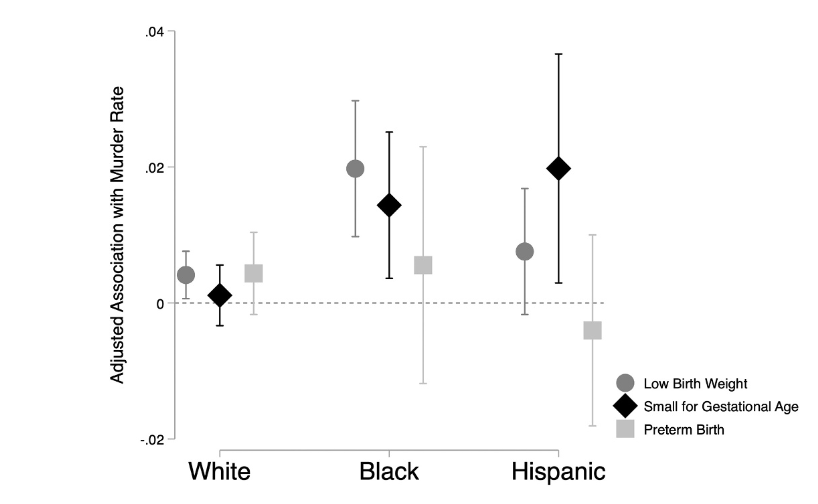 Adjusted Association with Murder Rate
.04
.02
0
-.02
White
Black
Hispanic
Low Birth Weight
Small for Gestational Age
Preterm Birth